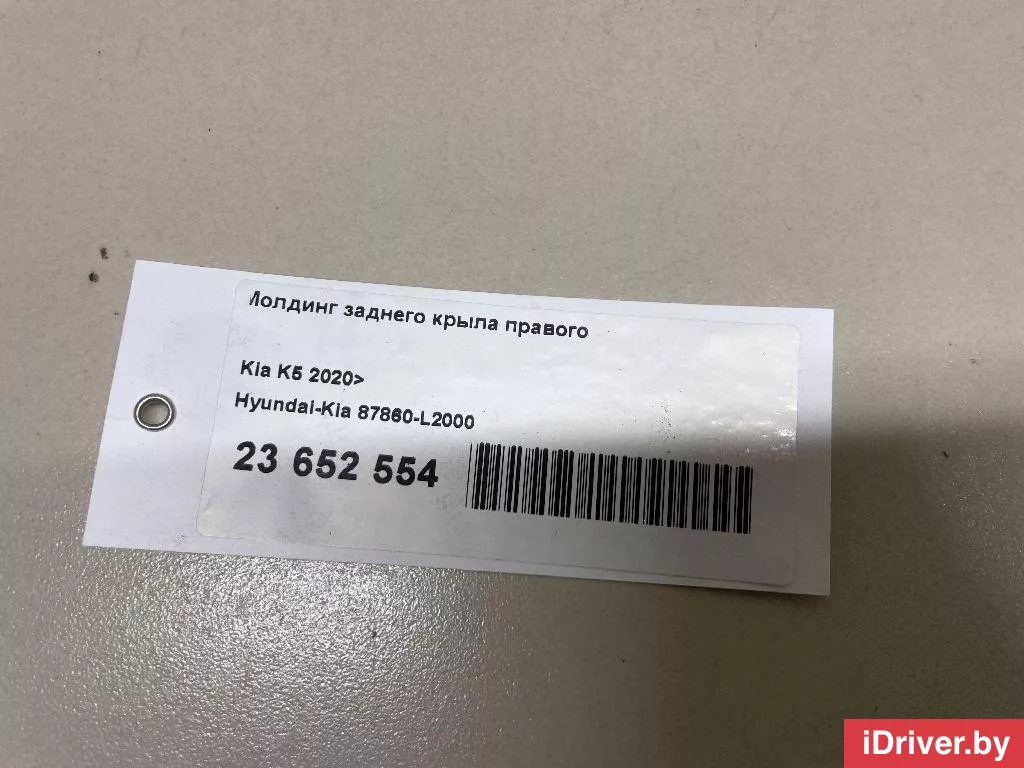 Молдинг заднего крыла правого
Kia K5 2020>
Hyundai-Kia 87860-L2000
23 652 554
iDriver.by